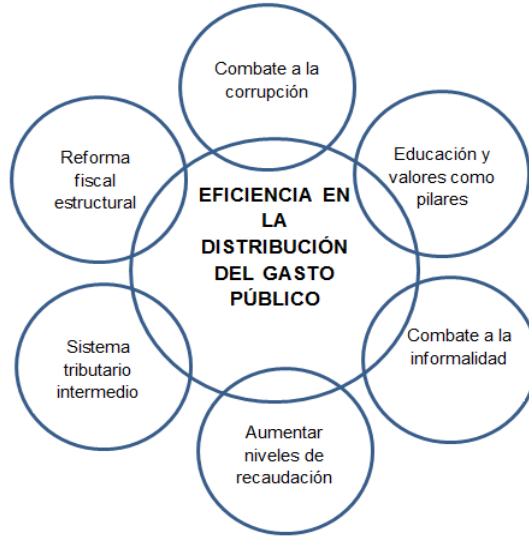 Combate a la
corrupción
Educación y
valores como
pilares
Combate a la
informalidad
Aumentar
niveles de
recaudación
Sistema
tributario
intermedio
Reforma
fiscal
estructural
EFICIENCIA EN
LA
DISTRIBUCIÓN
DEL GASTO
PÚBLICO